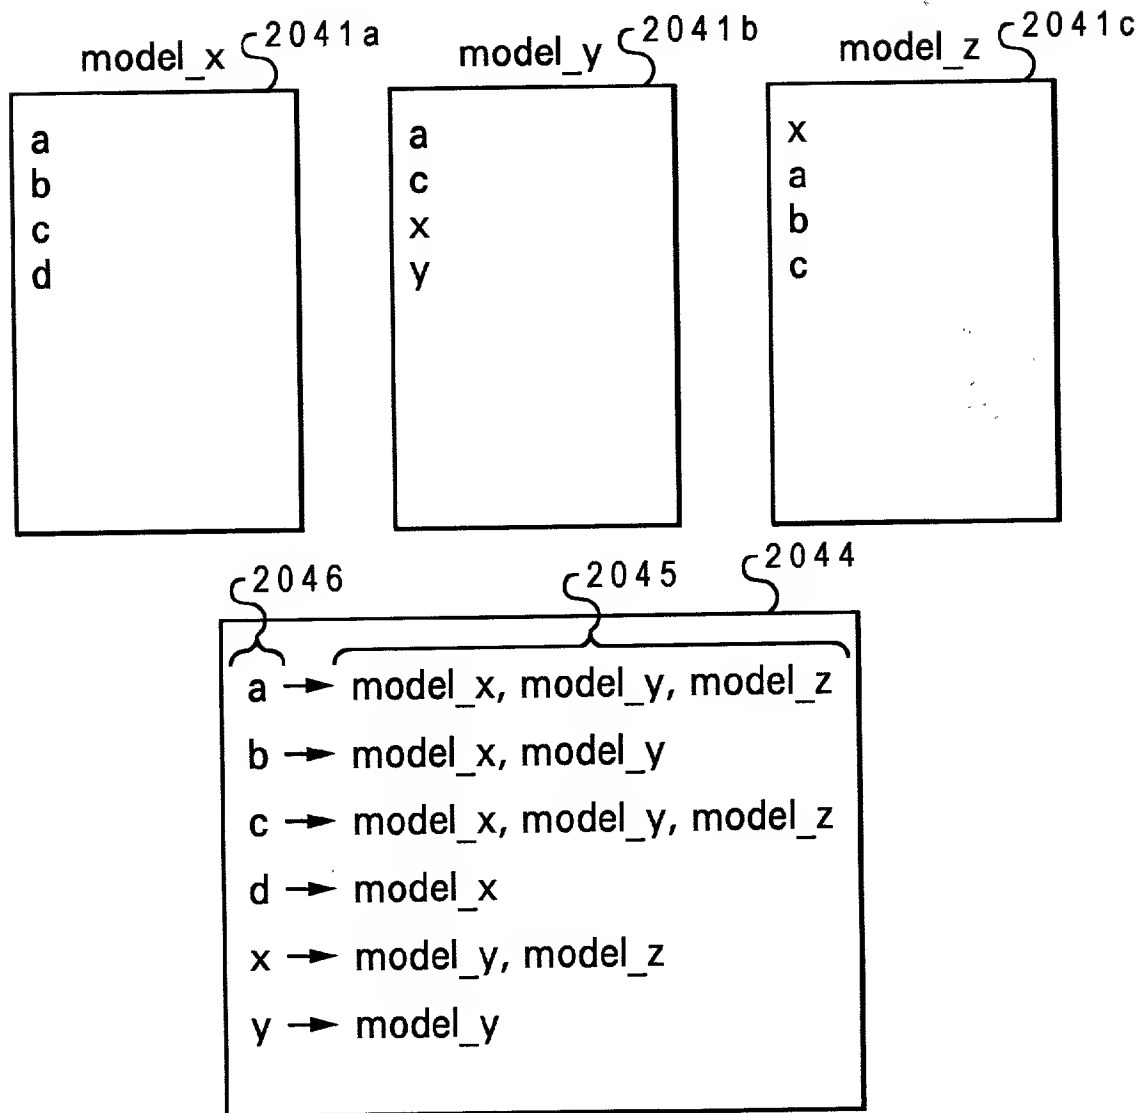 model_x 2041a
a
b
c
d
model_y 2041b
a
c
x
y
model_z 2041c
x
a
b
c
2046 2045 2044
a → model_x, model_y, model_z
b → model_x, model_y
c → model_x, model_y, model_z
d → model_x
x → model_y, model_z
y → model_y